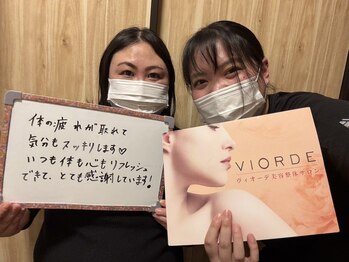 体の疲れが取れて
気分もスッキリします♡
いつも体も心もリフレッシュ
できて、とても感謝しています!
VIORDE
ヴィオーデ美容整体サロン